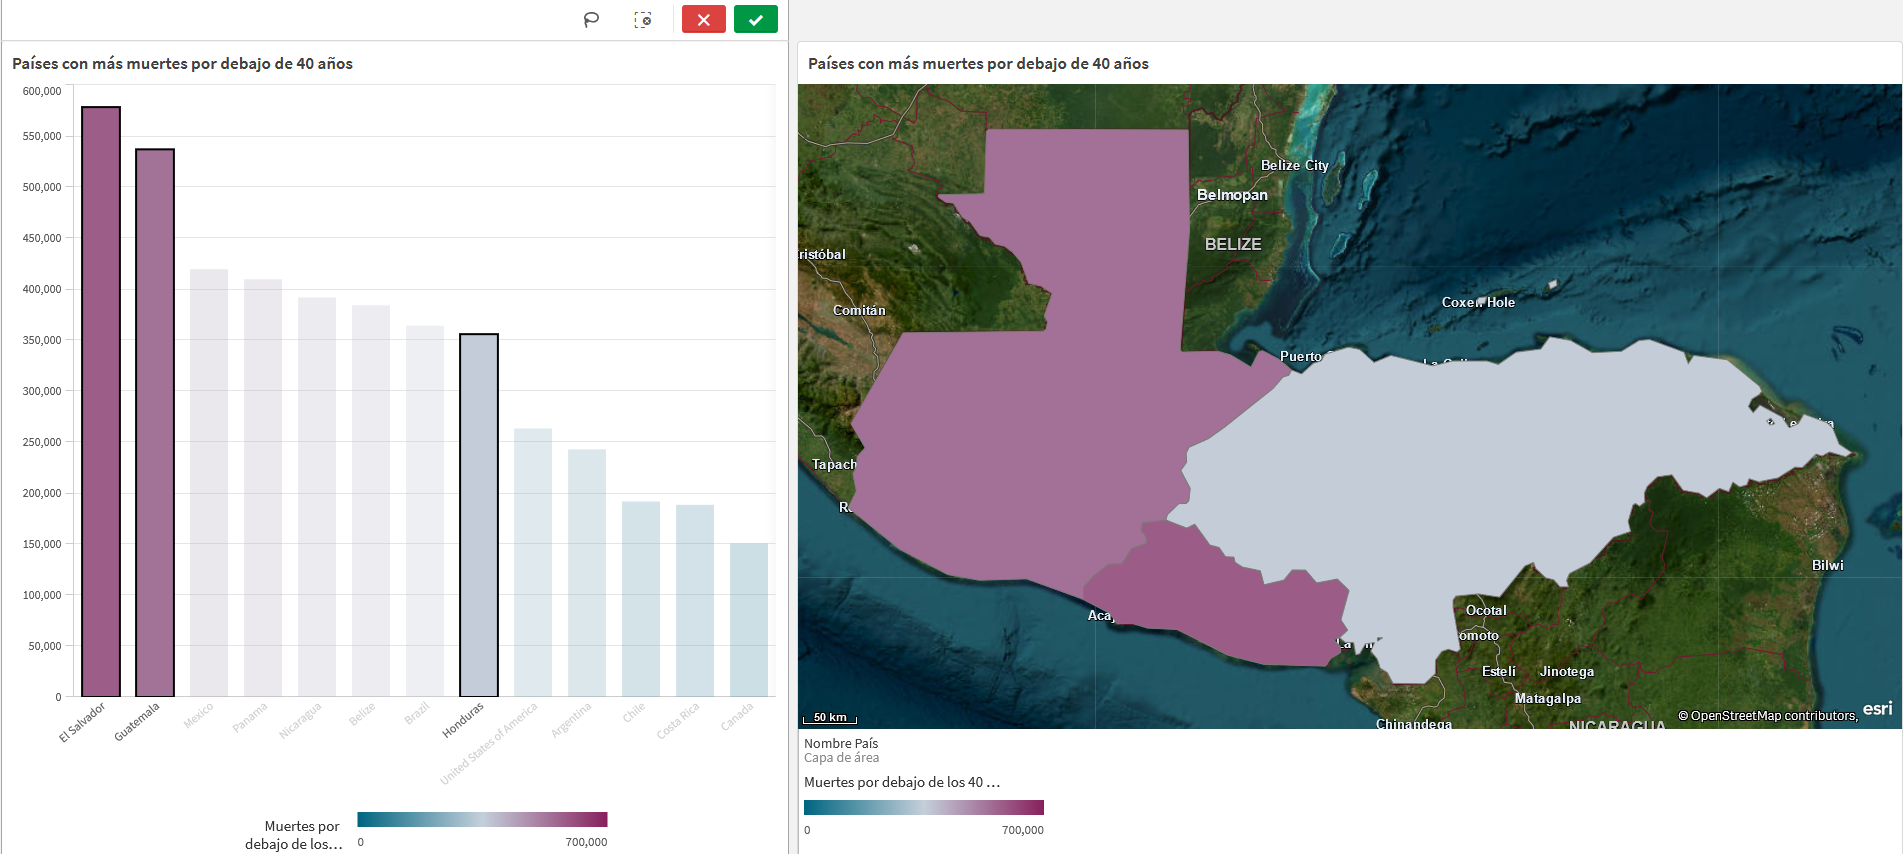 Países con más muertes por debajo de 40 años
600,000
550,000
500,000
450,000
400,000
350,000
300,000
250,000
200,000
150,000
100,000
50,000
0
El Salvador
Guatemala
Mexico
Panama
Nicaragua
Belize
Brazil
Honduras
United States of America
Argentina
Chile
Costa Rica
Canada
Muertes por
debajo de los...
0 700,000
Países con más muertes por debajo de 40 años
Belize City
Belmopan
BELIZE
ristóbal
Coxen Hole
Comitán
Puerto
Tapach
Bilwi
Ocotal
Aca
omoto
Estelí Jinotega
Matagalpa
Chinandega
NICARAGUA
50 km
© OpenStreetMap contributors,
esri
Nombre País
Capa de área
Muertes por debajo de los 40 ...
0 700,000